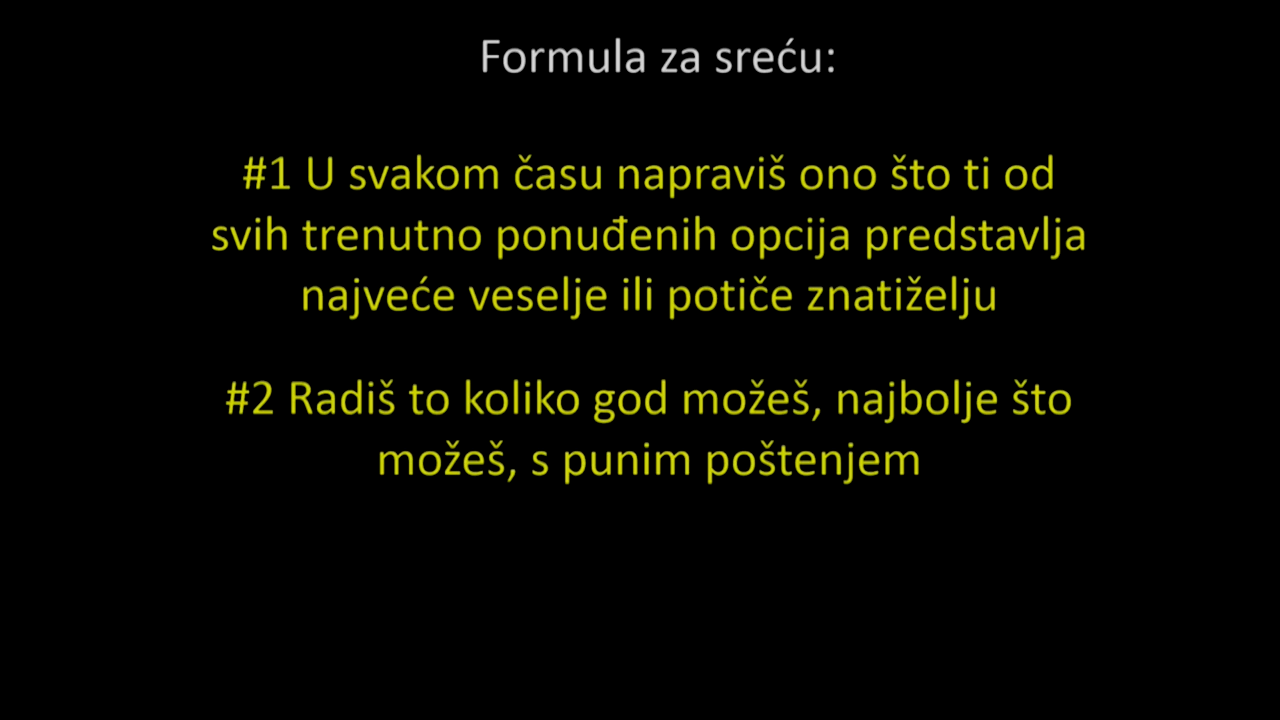 Formula za sreću:
#1 U svakom času napraviš ono što ti od
svih trenutno ponuđenih opcija predstavlja
najveće veselje ili potiče znatiželju
#2 Radiš to koliko god možeš, najbolje što
možeš, s punim poštenjem